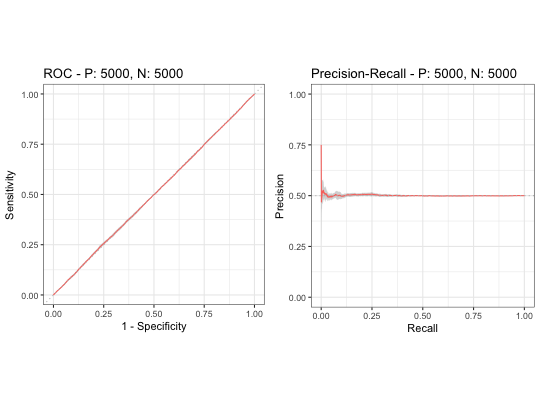 ROC - P: 5000, N: 5000
1.00
0.75
0.50
0.25
0.00
Sensitivity
0.00 0.25 0.50 0.75 1.00
1 - Specificity
Precision-Recall - P: 5000, N: 5000
1.00
0.75
0.50
0.25
0.00
Precision
0.00 0.25 0.50 0.75 1.00
Recall